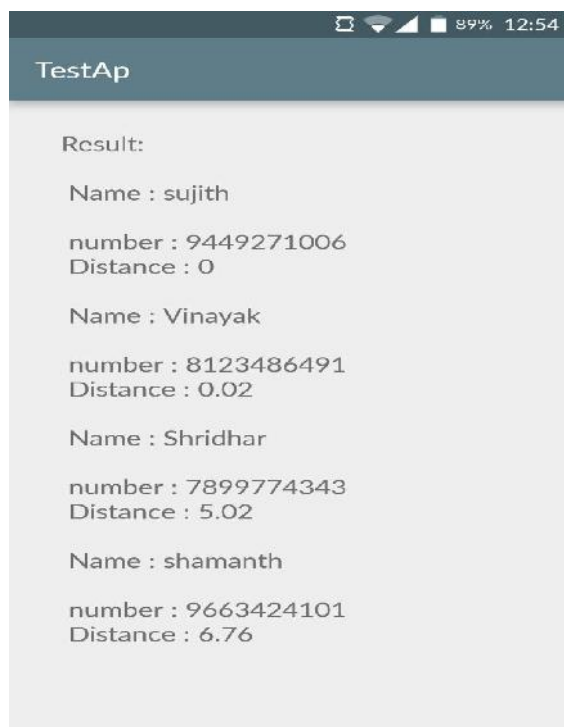 89% 12:54
TestAp
Result:
Name : sujith
number : 9449271006
Distance : 0
Name : Vinayak
number : 8123486491
Distance : 0.02
Name : Shridhar
number : 7899774343
Distance : 5.02
Name : shamanth
number : 9663424101
Distance : 6.76